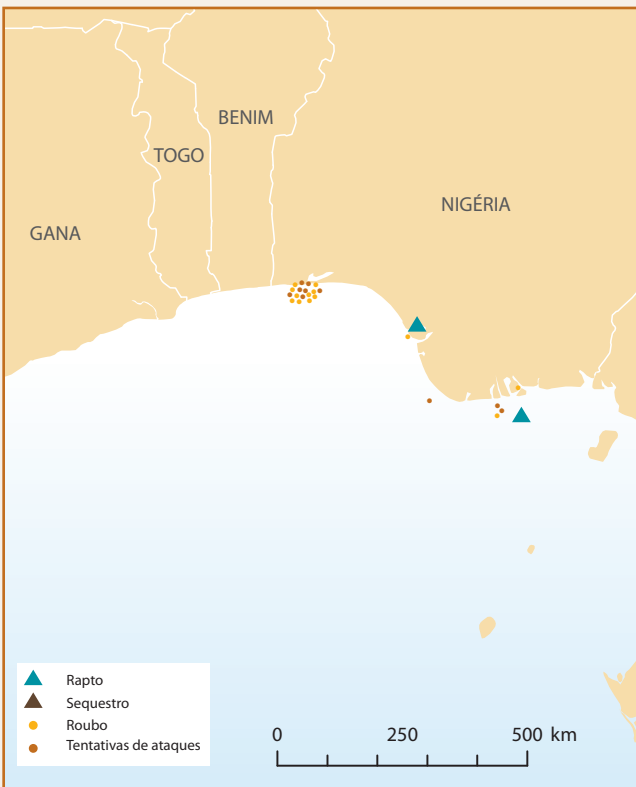 BENIM
TOGO
NIGÉRIA
GANA
Rapto
Sequestro
Roubo
Tentativas de ataques
0 250 500 km